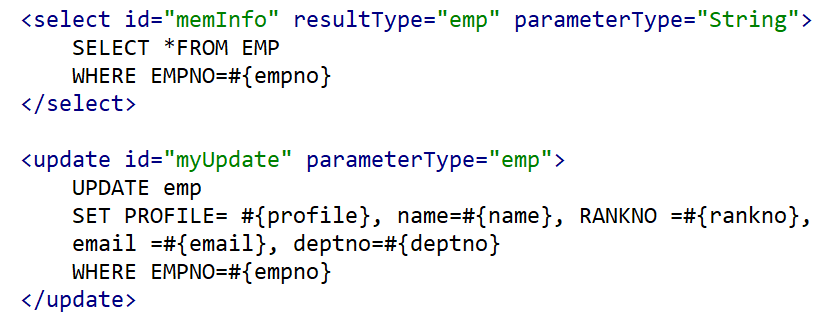 <select id="memInfo" resultType="emp" parameterType="String">
    SELECT *FROM EMP
    WHERE EMPNO=#{empno}
</select>

<update id="myUpdate" parameterType="emp">
    UPDATE emp
    SET PROFILE= #{profile}, name=#{name}, RANKNO =#{rankno},
    email =#{email}, deptno=#{deptno}
    WHERE EMPNO=#{empno}
</update>